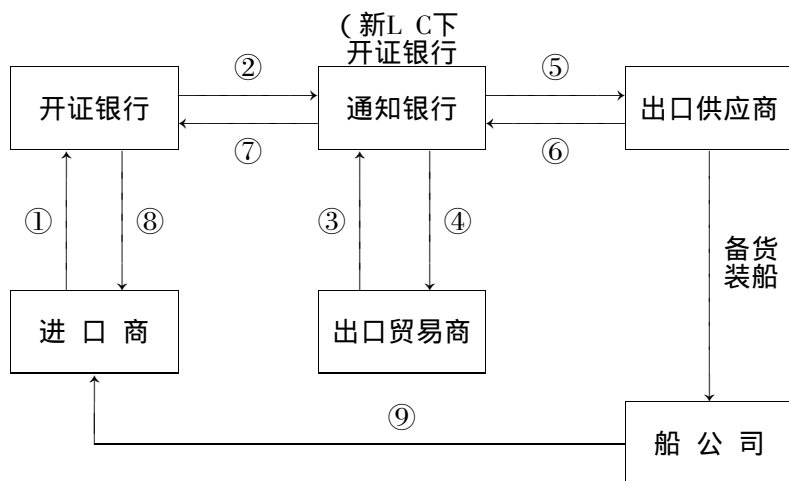 (新L C下
开证银行
②
⑤
开证银行
通知银行
出口供应商
⑦
⑥
①
⑧
③
④
备货
装船
进 口 商
出口贸易商
⑨
船 公 司